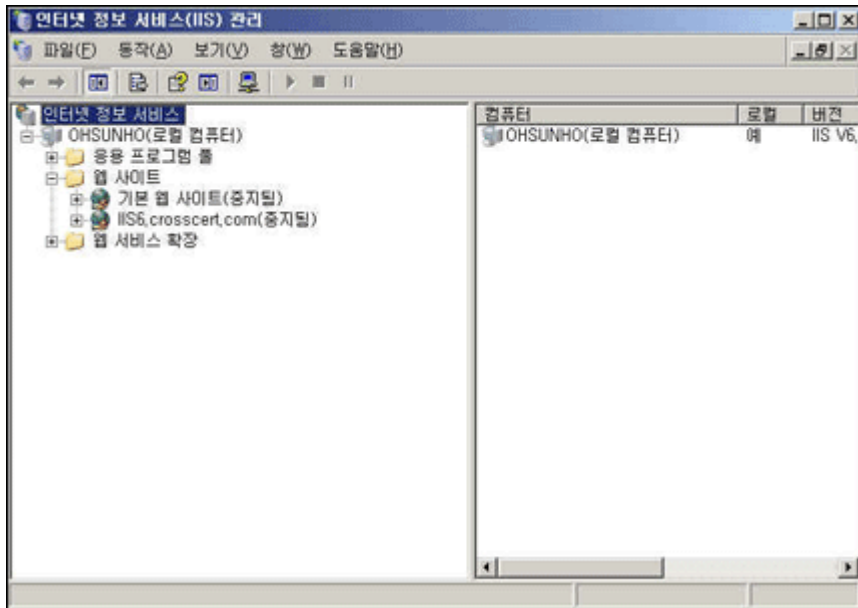 인터넷 정보 서비스(IIS) 관리
파일(F) 동작(A) 보기(V) 창(W) 도움말(H)
인터넷 정보 서비스
OHSUNHO(로컬 컴퓨터)
응용 프로그램 풀
웹 사이트
기본 웹 사이트(중지됨)
IIS6.crosscert.com(중지됨)
웹 서비스 확장
컴퓨터 로컬 버전
OHSUNHO(로컬 컴퓨터) 예 IIS V6.